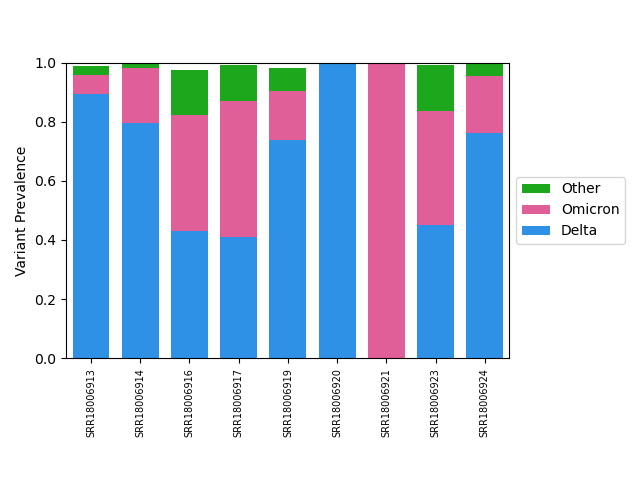 1.0
0.8
0.6
0.4
0.2
0.0
Variant Prevalence
SRR18006913
SRR18006914
SRR18006916
SRR18006917
SRR18006919
SRR18006920
SRR18006921
SRR18006923
SRR18006924
Other
Omicron
Delta